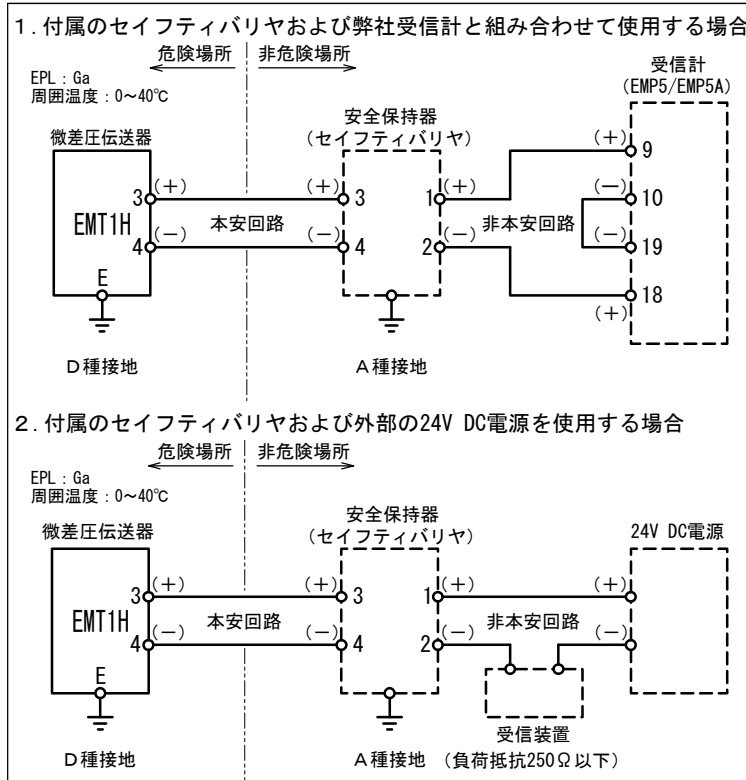 1.付属のセイフティバリヤおよび弊社受信計と組み合わせて使用する場合
危険場所 非危険場所
EPL：Ga
周囲温度：0～40℃
受信計
(EMP5/EMP5A)
微差圧伝送器
安全保持器
(セイフティバリヤ)
(+) 9
3 (+) (+) 3 1 (+) (－) 10
EMT1H 本安回路 非本安回路
4 (－) (－) 4 2 (－) (－) 19
E 18
(+)
D種接地 A種接地
2.付属のセイフティバリヤおよび外部の24V DC電源を使用する場合
危険場所 非危険場所
EPL：Ga
周囲温度：0～40℃
微差圧伝送器
安全保持器
(セイフティバリヤ)
24V DC電源
3 (+) (+) 3 1 (+) (+)
EMT1H 本安回路 非本安回路
4 (－) (－) 4 2 (－) (－)
E
受信装置
D種接地 A種接地 (負荷抵抗250Ω以下)